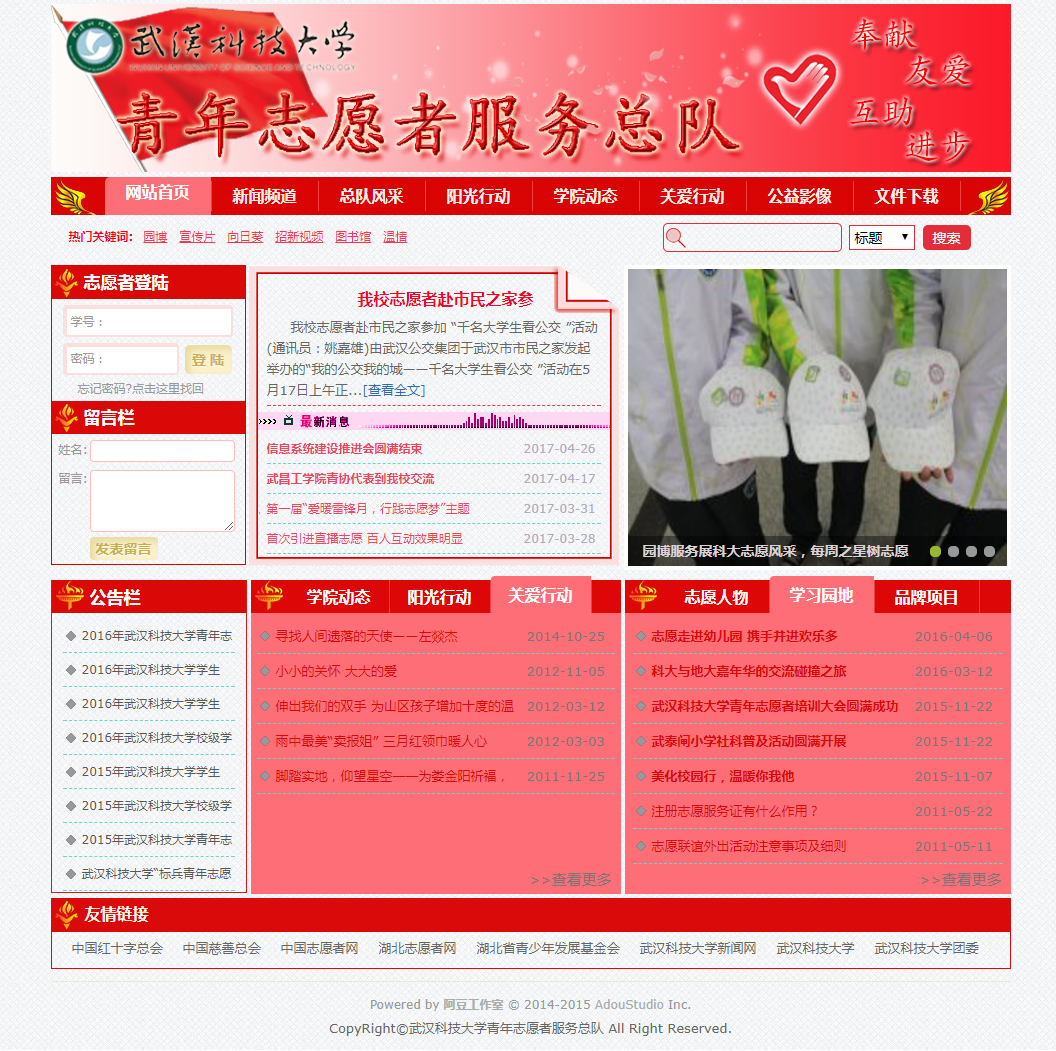 武漢科技大学
WUHAN UNIVERSITY OF SCIENCE AND TECHNOLOGY
青年志愿者服务总队
奉献
友爱
互助
进步
网站首页 新闻频道 总队风采 阳光行动 学院动态 关爱行动 公益影像 文件下载
热门关键词: 园博 宣传片 向日葵 招新视频 图书馆 温情
标题 ▼ 搜索
志愿者登陆
学号：
密码： 登 陆
忘记密码?点击这里找回
留言栏
姓名:
留言:
发表留言
我校志愿者赴市民之家参
我校志愿者赴市民之家参加 “千名大学生看公交 ”活动
(通讯员：姚嘉雄)由武汉公交集团于武汉市市民之家发起
举办的“我的公交我的城——千名大学生看公交 ”活动在5
月17日上午正...[查看全文]
最新消息
信息系统建设推进会圆满结束 2017-04-26
武昌工学院青协代表到我校交流 2017-04-17
第一届“爱暖雷锋月，行践志愿梦”主题 2017-03-31
首次引进直播志愿 百人互动效果明显 2017-03-28
园博服务展科大志愿风采，每周之星树志愿
公告栏
2016年武汉科技大学青年志
2016年武汉科技大学学生
2016年武汉科技大学学生
2016年武汉科技大学校级学
2015年武汉科技大学学生
2015年武汉科技大学校级学
2015年武汉科技大学青年志
武汉科技大学“标兵青年志愿
学院动态 阳光行动 关爱行动
寻找人间遗落的天使——左燚杰 2014-10-25
小小的关怀 大大的爱 2012-11-05
伸出我们的双手 为山区孩子增加十度的温 2012-03-12
雨中最美“卖报姐” 三月红领巾暖人心 2012-03-03
脚踏实地，仰望星空——为娄金阳祈福， 2011-11-25
>>查看更多
志愿人物 学习园地 品牌项目
志愿走进幼儿园 携手并进欢乐多 2016-04-06
科大与地大嘉年华的交流碰撞之旅 2016-03-12
武汉科技大学青年志愿者培训大会圆满成功 2015-11-22
武泰闸小学社科普及活动圆满开展 2015-11-22
美化校园行，温暖你我他 2015-11-07
注册志愿服务证有什么作用？ 2011-05-22
志愿联谊外出活动注意事项及细则 2011-05-11
>>查看更多
友情链接
中国红十字总会 中国慈善总会 中国志愿者网 湖北志愿者网 湖北省青少年发展基金会 武汉科技大学新闻网 武汉科技大学 武汉科技大学团委
Powered by 阿豆工作室 © 2014-2015 AdouStudio Inc.
CopyRight©武汉科技大学青年志愿者服务总队 All Right Reserved.